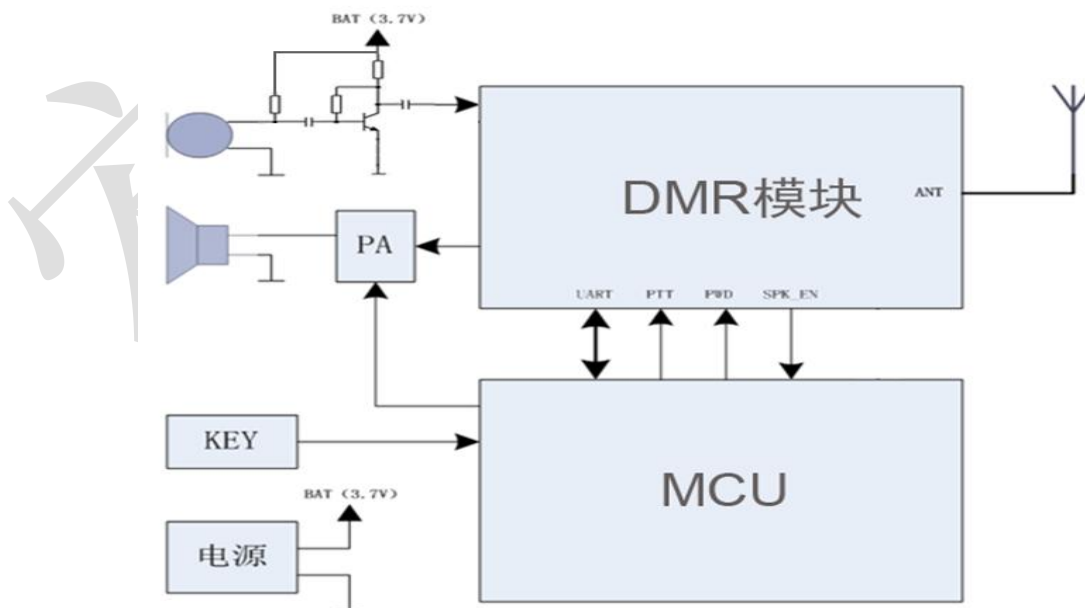 BAT (3.7V)
DMR模块
ANT
PA
UART PTT PWD SPK_EN
KEY
MCU
BAT (3.7V)
电源